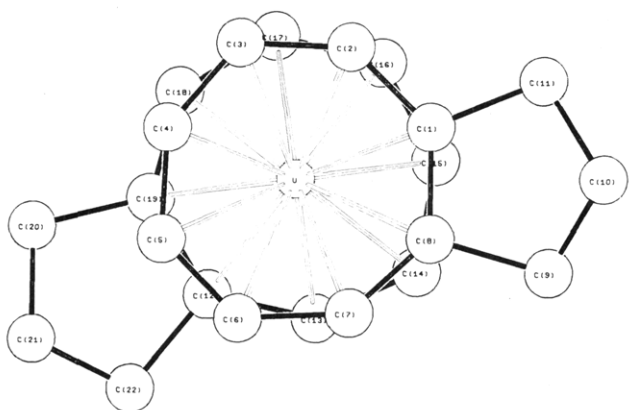 C(17)
C(3)
C(2)
C(16)
C(11)
C(18)
C(4)
C(1)
C(15)
C(10)
U
C(19)
C(20)
C(5)
C(8)
C(14)
C(9)
C(12)
C(6)
C(13)
C(7)
C(21)
C(22)